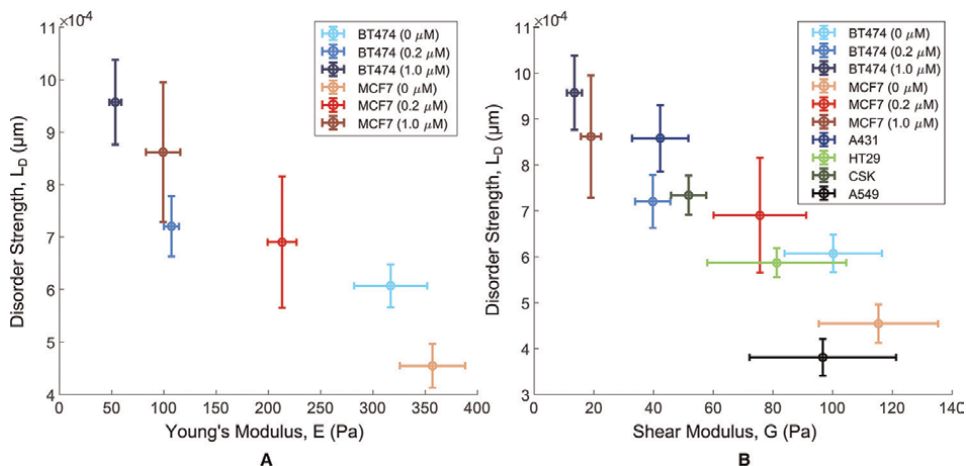 ×10⁻⁴
11
10
9
8
7
6
5
4
3
0
50
100
150
200
250
300
350
400
Disorder Strength, L_D (μm)
Young's Modulus, E (Pa)
BT474 (0 μM)
BT474 (0.2 μM)
BT474 (1.0 μM)
MCF7 (0 μM)
MCF7 (0.2 μM)
MCF7 (1.0 μM)
A
×10⁻⁴
11
10
9
8
7
6
5
4
3
0
20
40
60
80
100
120
140
Disorder Strength, L_D (μm)
Shear Modulus, G (Pa)
BT474 (0 μM)
BT474 (0.2 μM)
BT474 (1.0 μM)
MCF7 (0 μM)
MCF7 (0.2 μM)
MCF7 (1.0 μM)
A431
HT29
CSK
A549
B